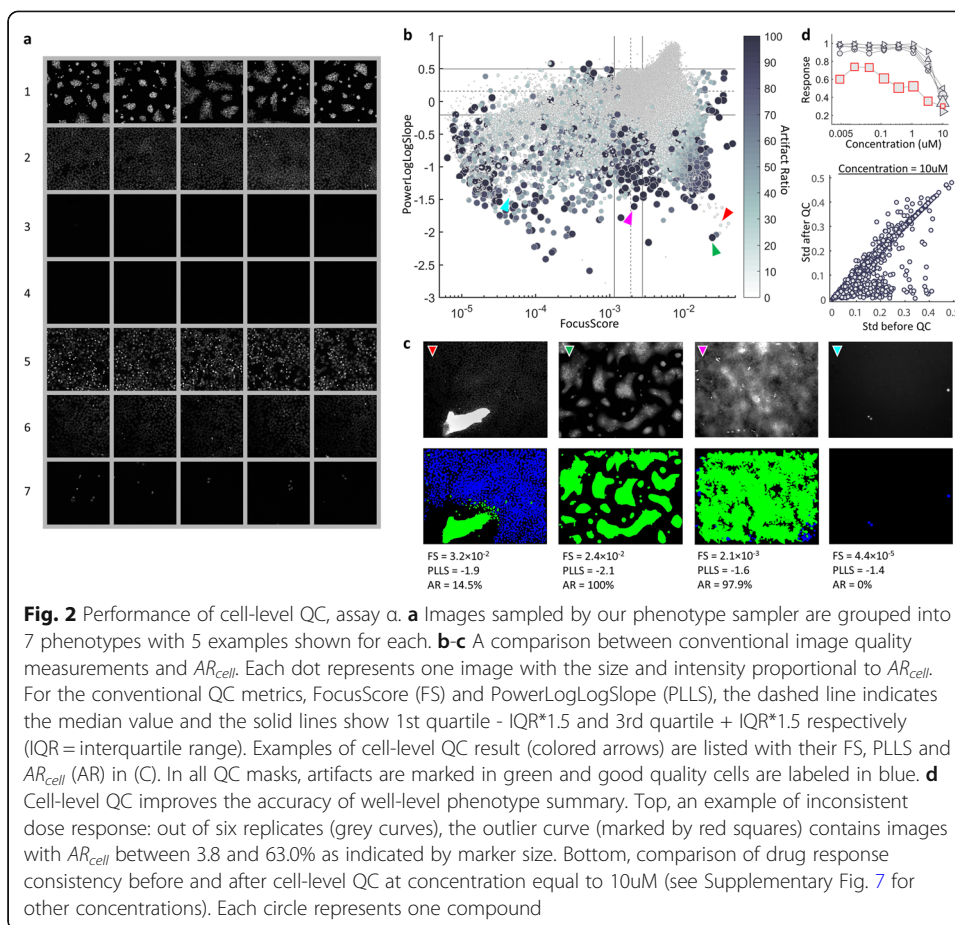 a
1
2
3
4
5
6
7
b
1
0.5
0
-0.5
-1
-1.5
-2
-2.5
-3
PowerLogLogSlope
10-5
10-4
10-3
10-2
FocusScore
100
90
80
70
60
50
40
30
20
10
0
Artifact Ratio
d
1
0.8
0.6
0.4
0.2
Response
0.005
0.1
1
10
Concentration (uM)
Concentration = 10uM
0.5
0.4
0.3
0.2
0.1
0
Std after QC
0 0.1 0.2 0.3 0.4 0.5
Std before QC
c
FS = 3.2×10-2
PLLS = -1.9
AR = 14.5%
FS = 2.4×10-2
PLLS = -2.1
AR = 100%
FS = 2.1×10-3
PLLS = -1.6
AR = 97.9%
FS = 4.4×10-5
PLLS = -1.4
AR = 0%
Fig. 2 Performance of cell-level QC, assay α. a Images sampled by our phenotype sampler are grouped into
7 phenotypes with 5 examples shown for each. b-c A comparison between conventional image quality
measurements and ARcell. Each dot represents one image with the size and intensity proportional to ARcell.
For the conventional QC metrics, FocusScore (FS) and PowerLogLogSlope (PLLS), the dashed line indicates
the median value and the solid lines show 1st quartile - IQR*1.5 and 3rd quartile + IQR*1.5 respectively
(IQR = interquartile range). Examples of cell-level QC result (colored arrows) are listed with their FS, PLLS and
ARcell (AR) in (C). In all QC masks, artifacts are marked in green and good quality cells are labeled in blue. d
Cell-level QC improves the accuracy of well-level phenotype summary. Top, an example of inconsistent
dose response: out of six replicates (grey curves), the outlier curve (marked by red squares) contains images
with ARcell between 3.8 and 63.0% as indicated by marker size. Bottom, comparison of drug response
consistency before and after cell-level QC at concentration equal to 10uM (see Supplementary Fig. 7 for
other concentrations). Each circle represents one compound